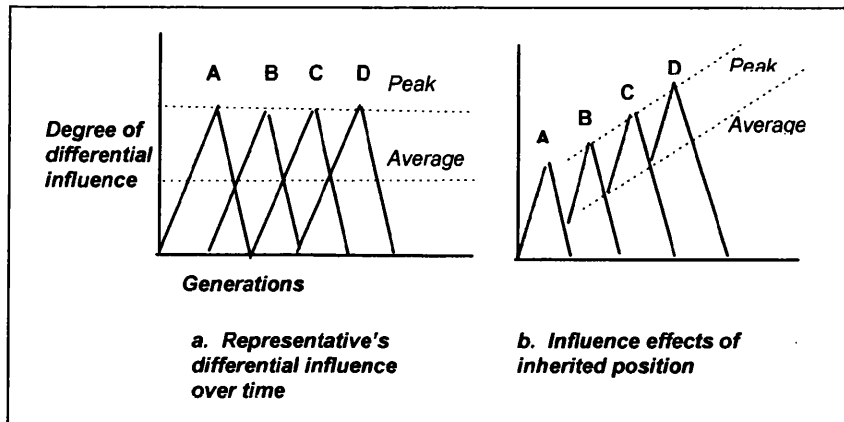 A B C D
Peak
Degree of
differential
influence
Average
Generations
a. Representative's
differential influence
over time
A B C D
Peak
Average
b. Influence effects of
inherited position